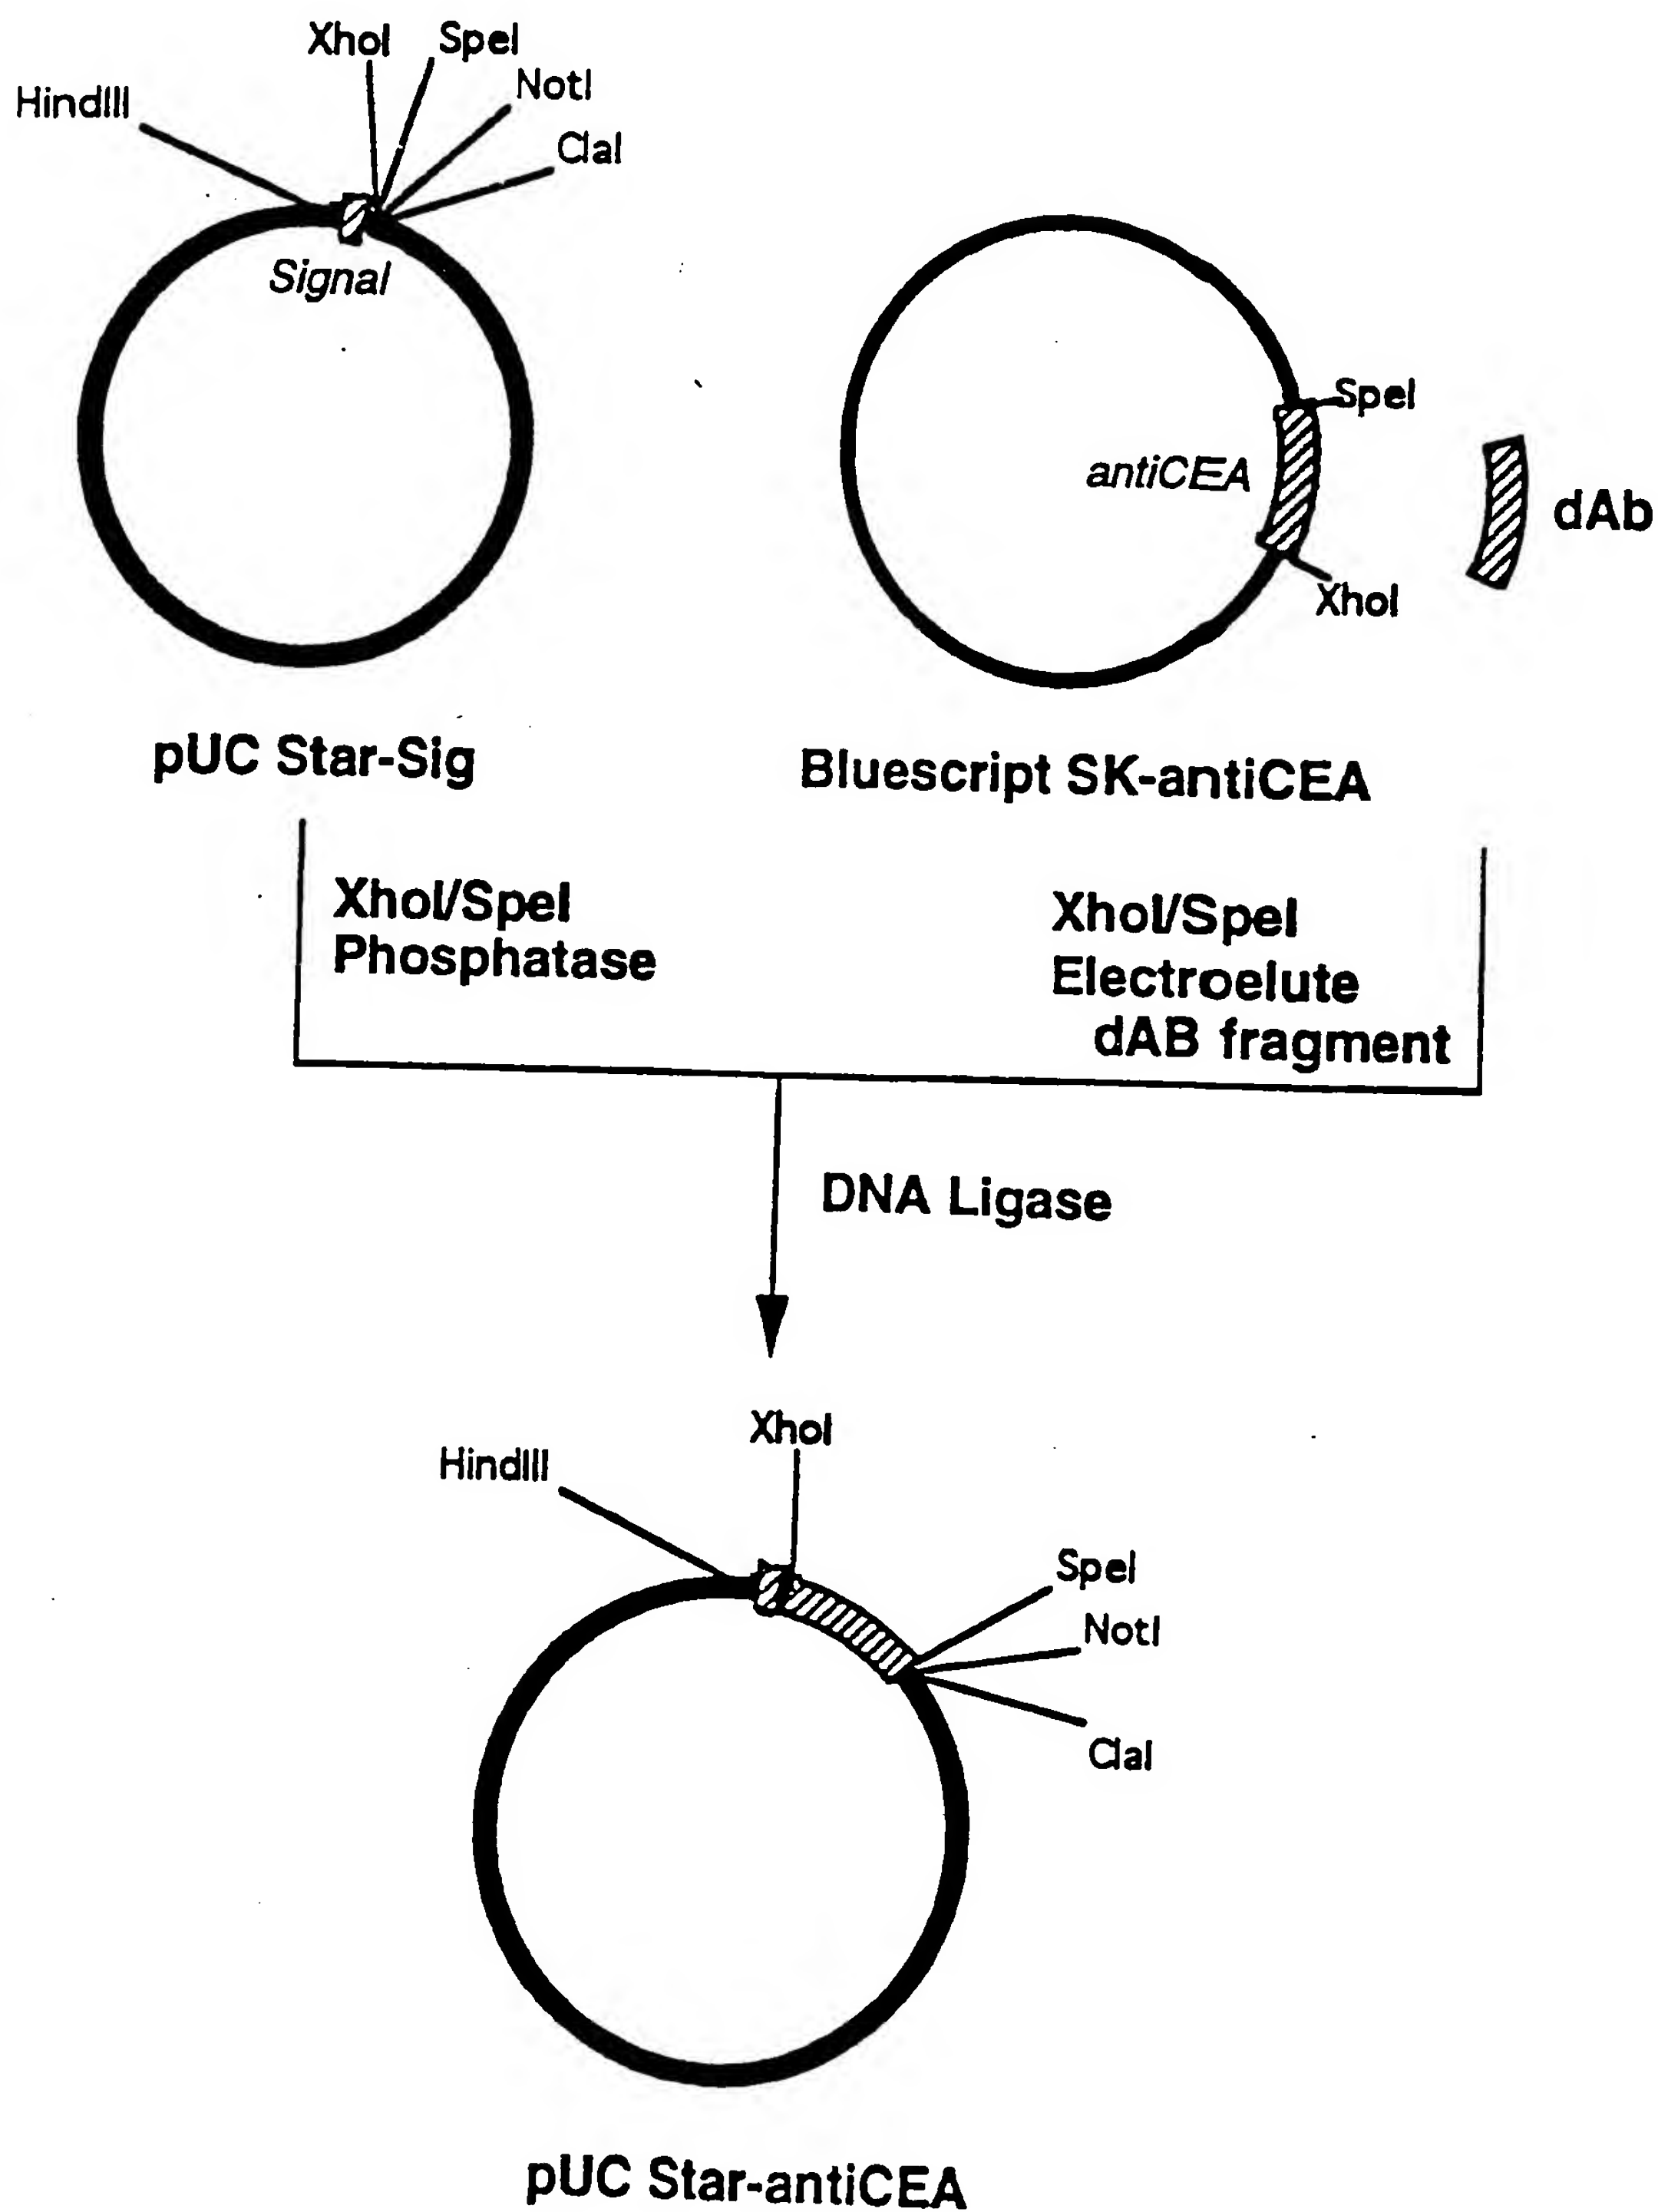 XhoI
SpeI
NotI
HindIII
ClaI
Signal
SpeI
antiCEA
dAb
XhoI
pUC Star-Sig
Bluescript SK-antiCEA
XhoI/SpeI
Phosphatase
XhoI/SpeI
Electroelute
dAB fragment
DNA Ligase
XhoI
HindIII
SpeI
NotI
ClaI
pUC Star-antiCEA